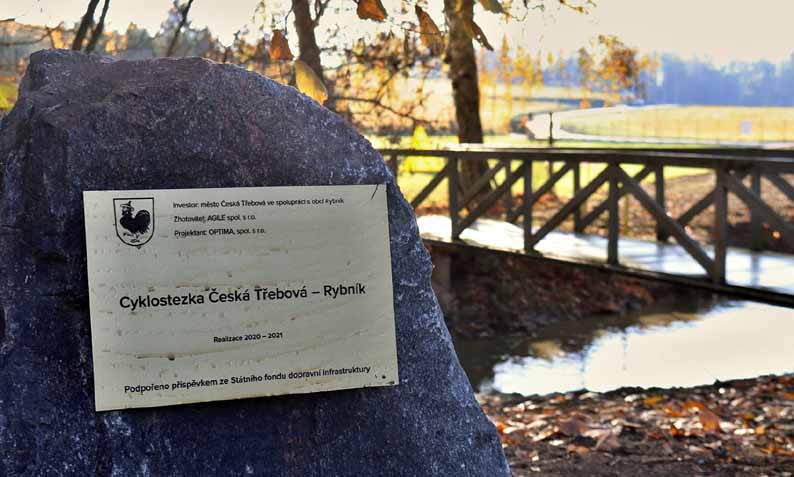 Investor: město Česká Třebová ve spolupráci s obcí Rybník
Zhotovitel: AGILE spol. s r.o.
Projektant: OPTIMA, spol. s r.o.
Cyklostezka Česká Třebová – Rybník
Realizace 2020 – 2021
Podpořeno příspěvkem ze Státního fondu dopravní infrastruktury